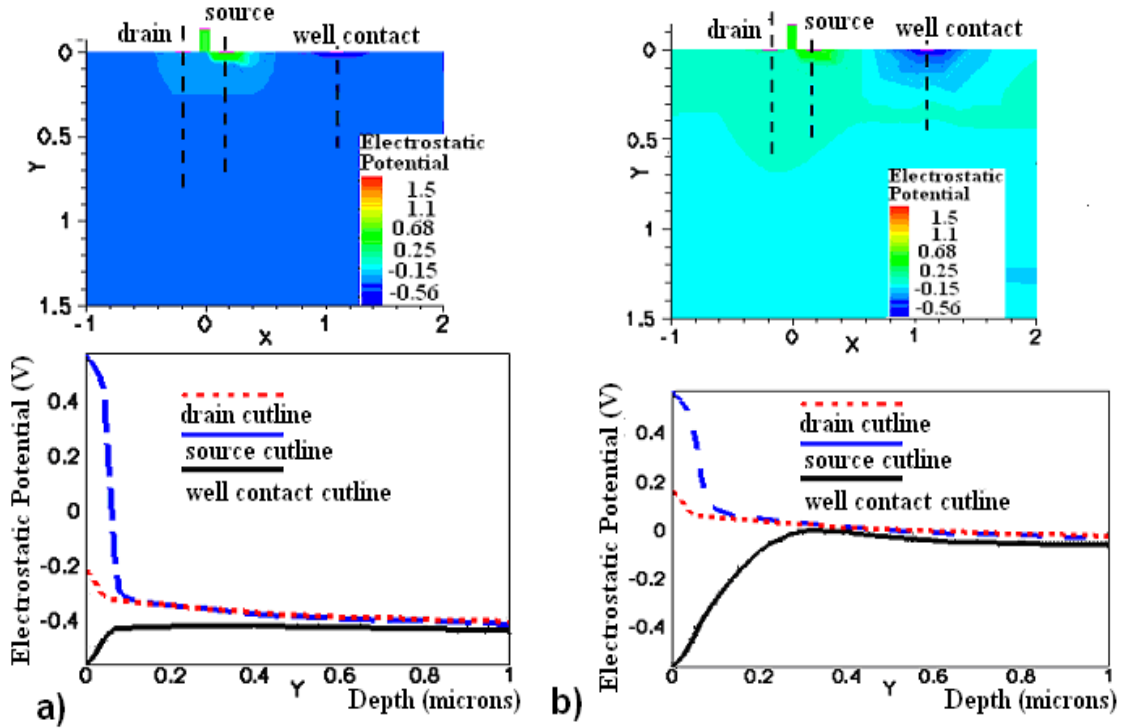 source
drain
well contact
0
0.5
Y
1
1.5
-1
0
1
2
X
Electrostatic
Potential
1.5
1.1
0.68
0.25
-0.15
-0.56
drain
source
well contact
0
0.5
Y
1
1.5
-1
0
1
2
X
Electrostatic
Potential
1.5
1.1
0.68
0.25
-0.15
-0.56
Electrostatic Potential (V)
0.4
0.2
0
-0.2
-0.4
drain cutline
source cutline
well contact cutline
0
0.2
0.4
0.6
0.8
1
Y
Depth (microns)
a)
Electrostatic Potential (V)
0.4
0.2
0
-0.2
-0.4
drain cutline
source cutline
well contact cutline
0
0.2
0.4
0.6
0.8
1
Y
Depth (microns)
b)